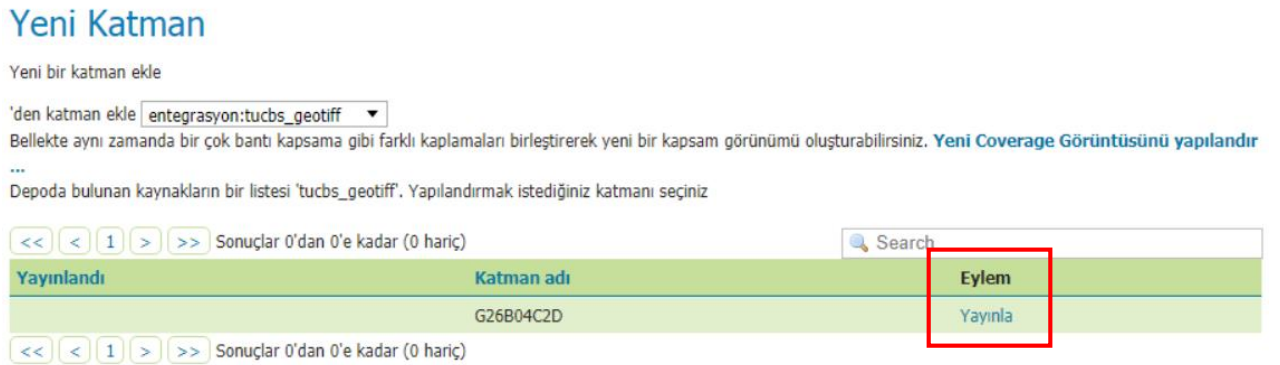 Yeni Katman
Yeni bir katman ekle
'den katman ekle entegrasyon:tucbs_geotiff
Bellekte aynı zamanda bir çok bantı kapsama gibi farklı kaplamaları birleştirerek yeni bir kapsam görünümü oluşturabilirsiniz. Yeni Coverage Görüntüsünü yapılandır
...
Depoda bulunan kaynakların bir listesi 'tucbs_geotiff'. Yapılandırmak istediğiniz katmanı seçiniz
<< < 1 > >> Sonuçlar 0'dan 0'e kadar (0 hariç) Search
Yayınlandı Katman adı Eylem
G26B04C2D Yayınla
<< < 1 > >> Sonuçlar 0'dan 0'e kadar (0 hariç)